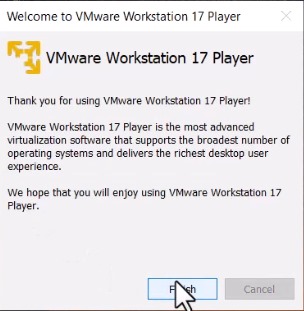 Welcome to VMware Workstation 17 Player
VMware Workstation 17 Player
Thank you for using VMware Workstation 17 Player!
VMware Workstation 17 Player is the most advanced
virtualization software that supports the broadest number of
operating systems and delivers the richest desktop user
experience.
We hope that you will enjoy using VMware Workstation 17
Player.
Finish
Cancel